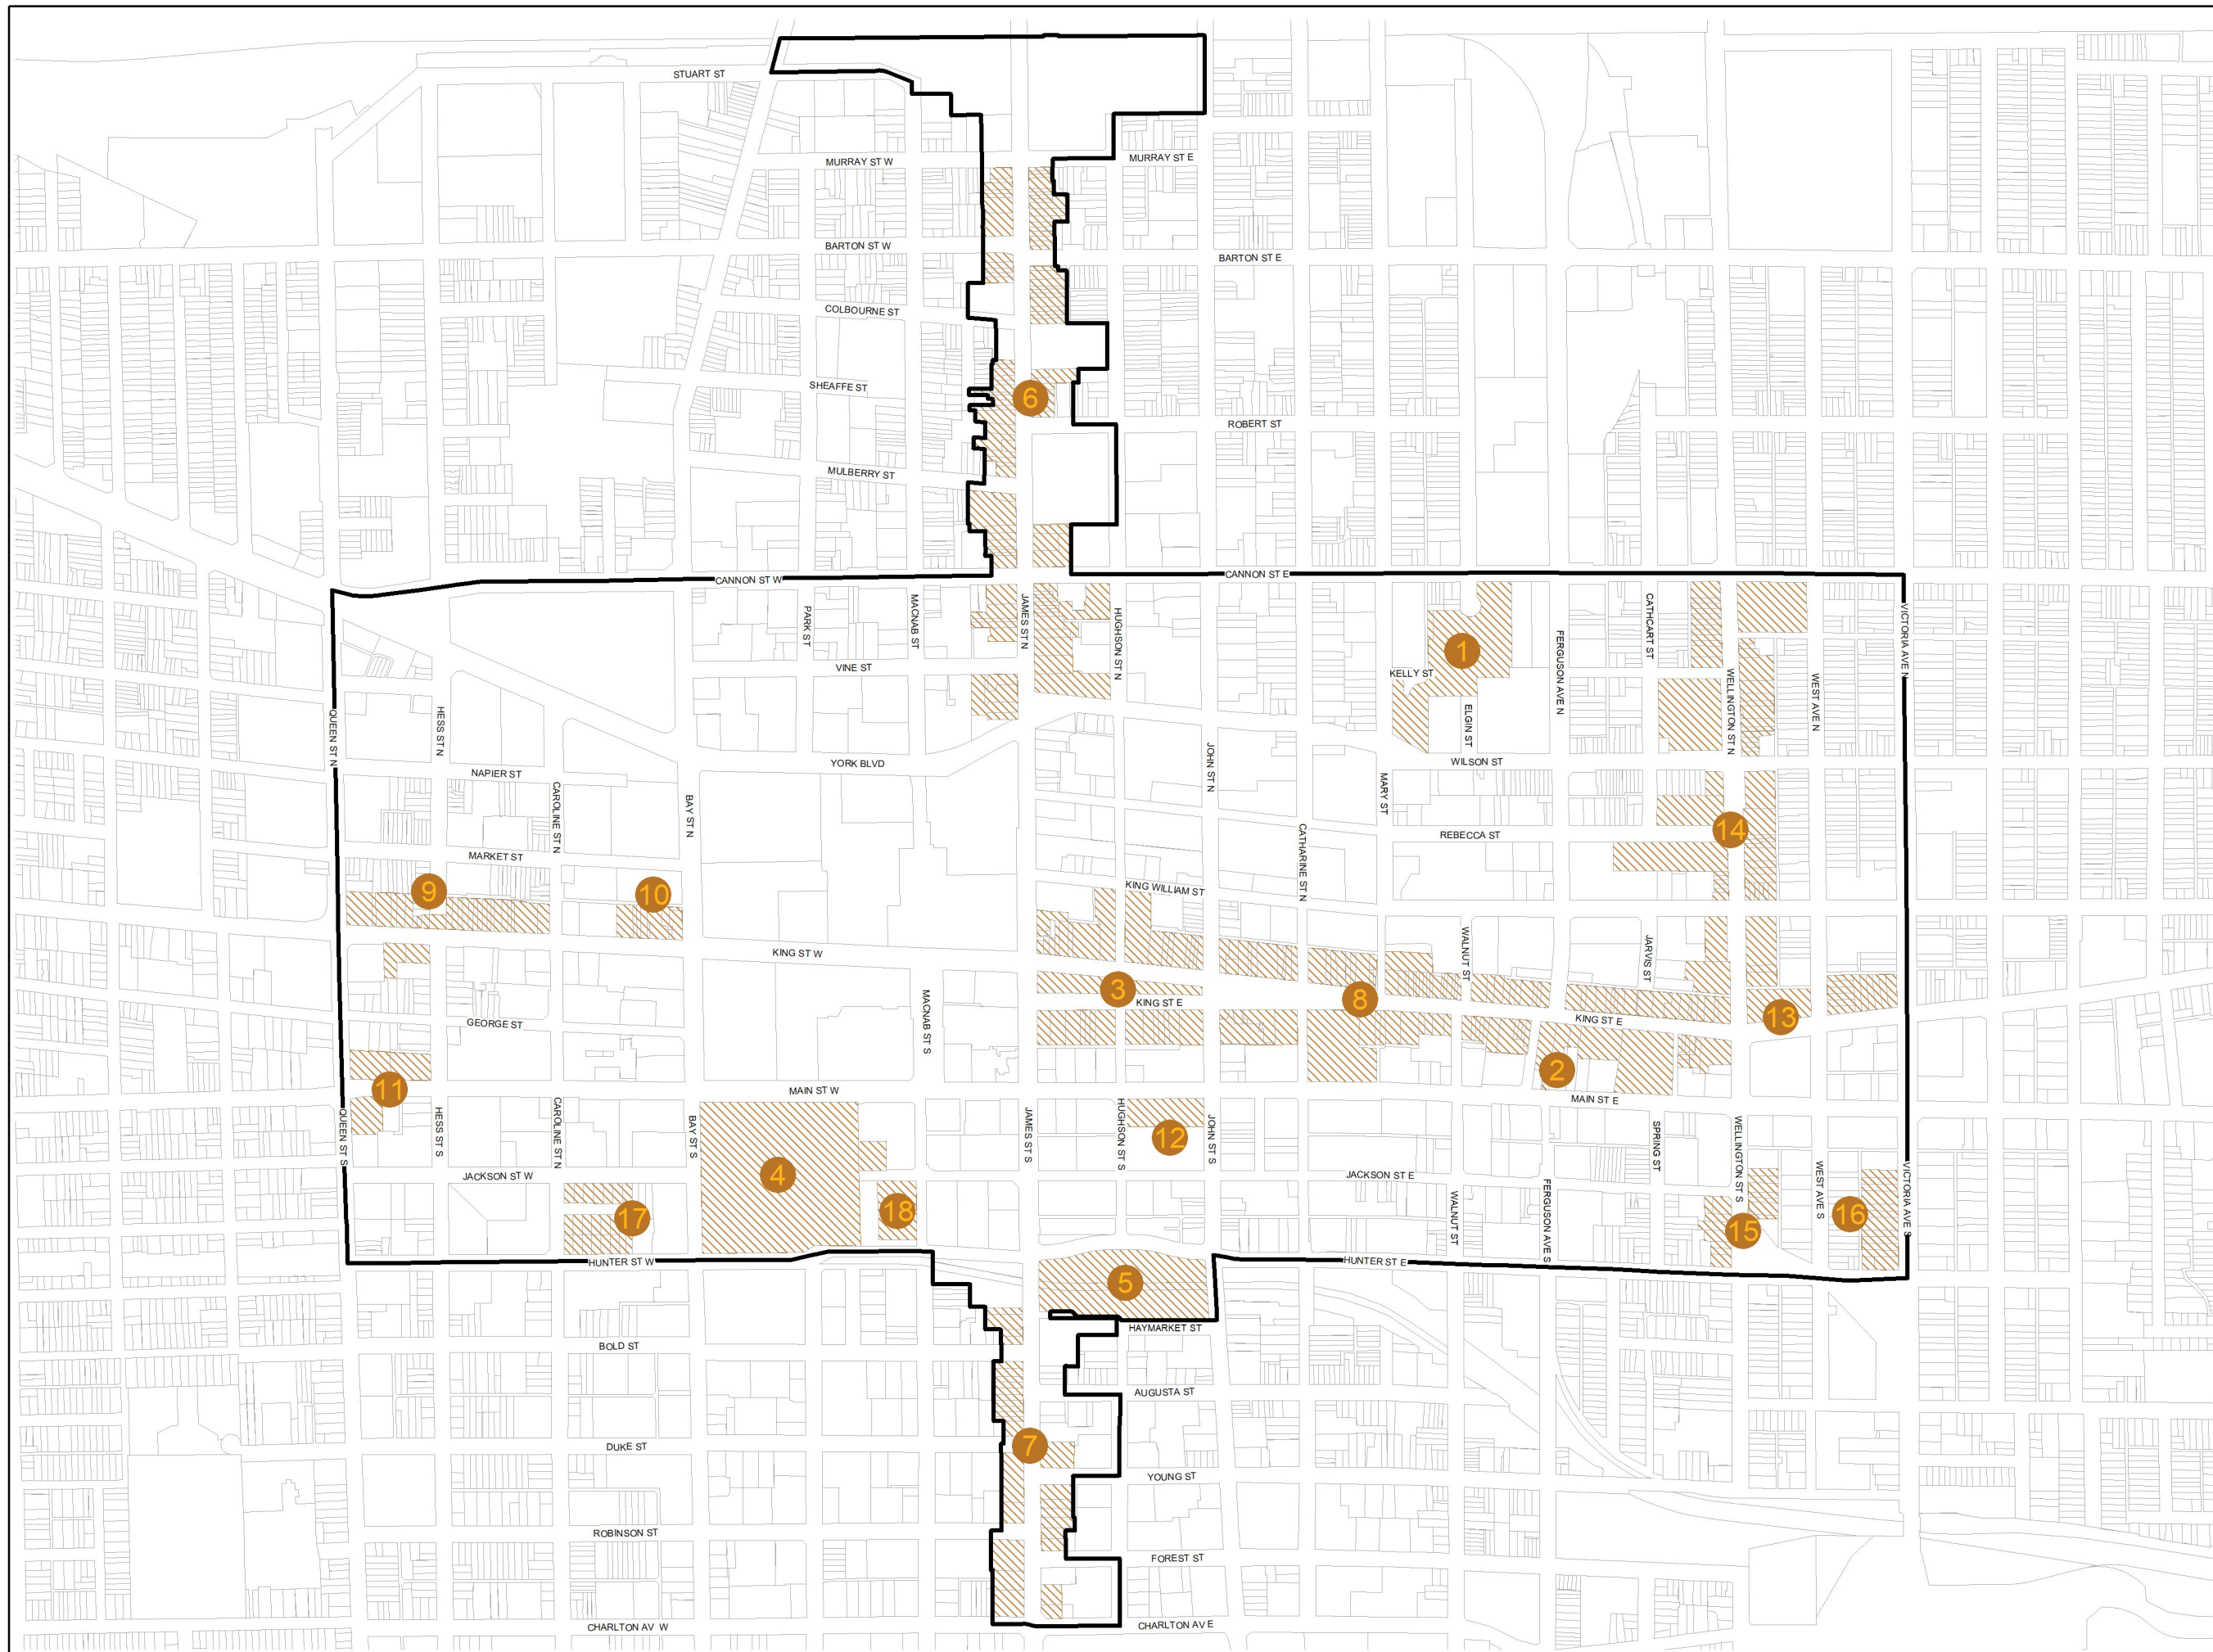 STUART ST
MURRAY ST W
MURRAY ST E
BARTON ST W
BARTON ST E
COLBOURNE ST
SHEAFFE ST
6
ROBERT ST
MULBERRY ST
CANNON ST W
CANNON ST E
PARK ST
MACNAB ST
JAMES ST N
HUGHSON ST N
CATHCART ST
VICTORIA AVE N
FERGUSON AVE N
1
VINE ST
KELLY ST
WELLINGTON ST N
WEST AVE N
QUEEN ST N
HESS ST N
ELGIN ST
JOHN ST N
YORK BLVD
WILSON ST
NAPIER ST
CAROLINE ST N
BAY ST N
MARY ST
CATHARINE ST N
14
REBECCA ST
MARKET ST
9
10
KING WILLIAM ST
WALNUT ST
JARVIS ST
KING ST W
3
8
KING ST E
MACNAB ST S
GEORGE ST
KING ST E
13
2
11
MAIN ST W
MAIN ST E
QUEEN ST S
HESS ST S
CAROLINE ST N
BAY ST S
JAMES ST S
HUGHSON ST S
12
JOHN ST S
SPRING ST
WELLINGTON ST S
JACKSON ST W
4
JACKSON ST E
WEST AVE S
VICTORIA AVE S
17
18
WALNUT ST
FERGUSON AVE S
15
16
HUNTER ST W
HUNTER ST E
5
HAYMARKET ST
BOLD ST
AUGUSTA ST
DUKE ST
7
YOUNG ST
ROBINSON ST
FOREST ST
CHARLTON AV W
CHARLTON AV E